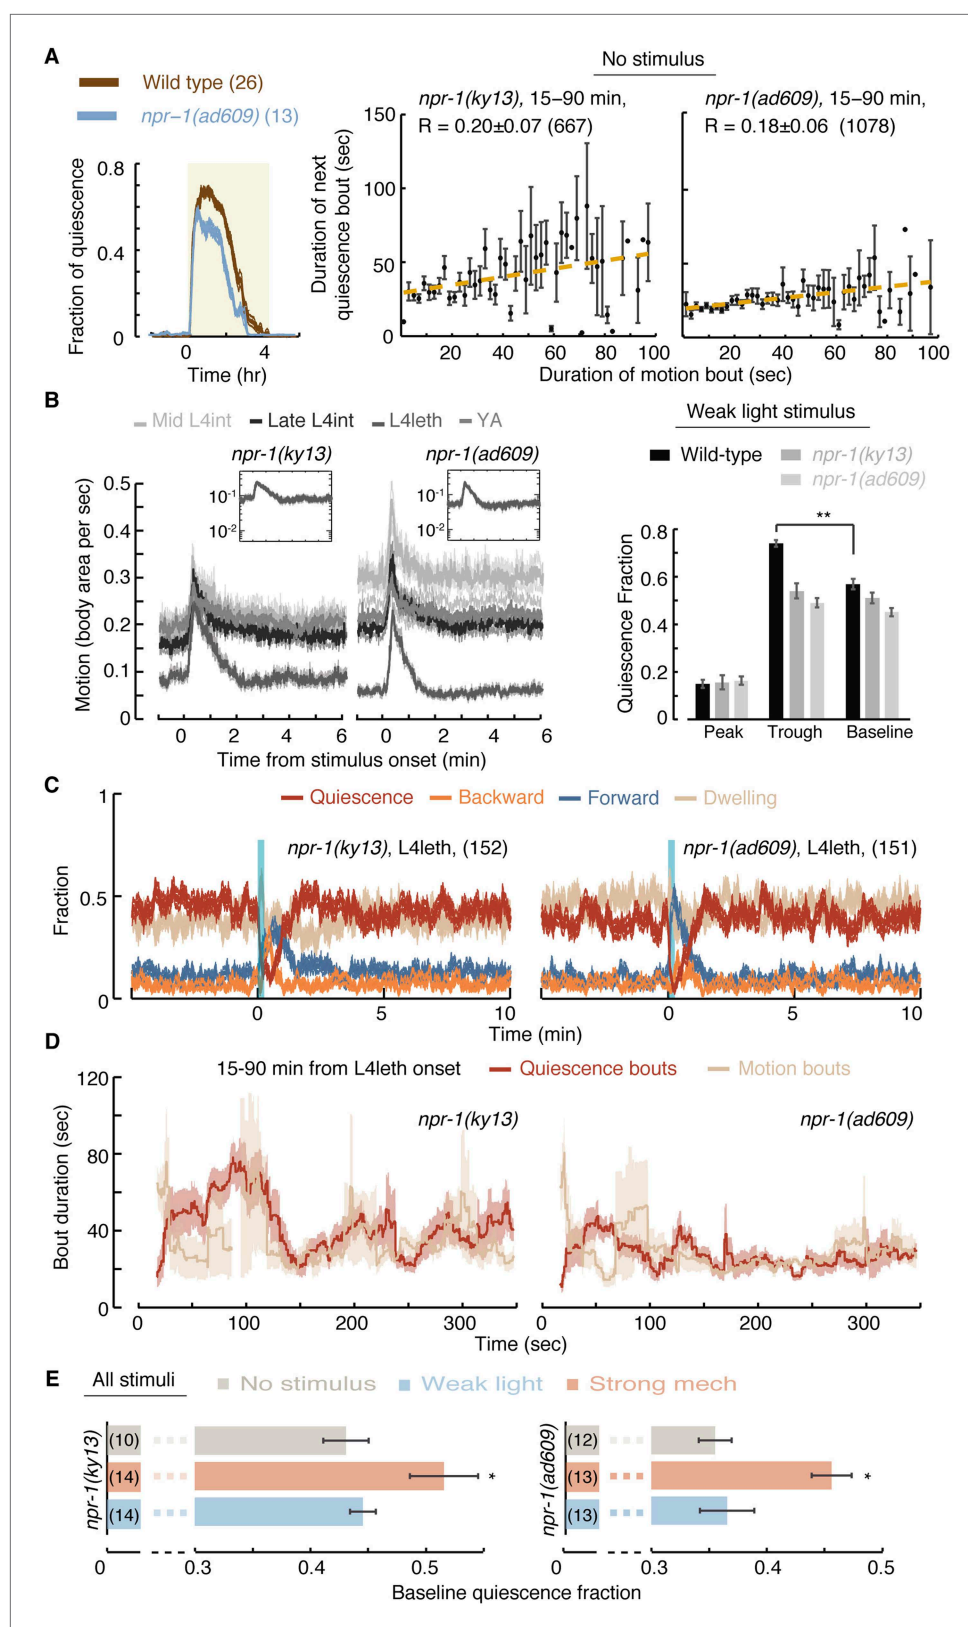 A
No stimulus
Wild type (26)
npr–1(ad609) (13)
npr-1(ky13), 15–90 min,
R = 0.20±0.07 (667)
npr-1(ad609), 15–90 min,
R = 0.18±0.06 (1078)
Fraction of quiescence
0.8
0.4
0
0 4
Time (hr)
Duration of next
quiescence bout (sec)
150
100
50
0
20 40 60 80 100
20 40 60 80 100
Duration of motion bout (sec)
B
Mid L4int Late L4int L4leth YA
npr-1(ky13) npr-1(ad609)
10-1
10-2
10-1
10-2
Motion (body area per sec)
0.5
0.4
0.3
0.2
0.1
0
0 2 4 6
0 2 4 6
Time from stimulus onset (min)
Weak light stimulus
Wild-type npr-1(ky13)
npr-1(ad609)
**
Quiescence Fraction
0.8
0.6
0.4
0.2
0
Peak Trough Baseline
C
Quiescence Backward Forward Dwelling
npr-1(ky13), L4leth, (152)
npr-1(ad609), L4leth, (151)
Fraction
1
0.5
0
0 5 10
0 5 10
Time (min)
D
15-90 min from L4leth onset Quiescence bouts Motion bouts
npr-1(ky13) npr-1(ad609)
Bout duration (sec)
120
80
40
0
0 100 200 300
0 100 200 300
Time (sec)
E
All stimuli
No stimulus Weak light Strong mech
npr-1(ky13)
(10)
(14)
*
(14)
npr-1(ad609)
(12)
(13)
*
(13)
0 0.3 0.4 0.5
0 0.3 0.4 0.5
Baseline quiescence fraction